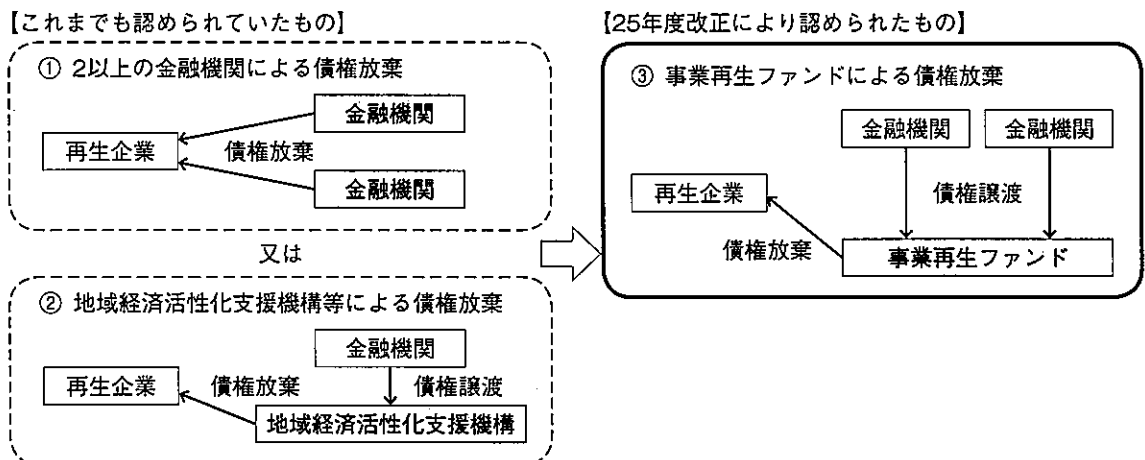 【これまでも認められていたもの】
① 2以上の金融機関による債権放棄
金融機関
再生企業
債権放棄
金融機関
又は
② 地域経済活性化支援機構等による債権放棄
金融機関
再生企業
債権放棄
債権譲渡
地域経済活性化支援機構
【25年度改正により認められたもの】
③ 事業再生ファンドによる債権放棄
金融機関
金融機関
再生企業
債権譲渡
債権放棄
事業再生ファンド